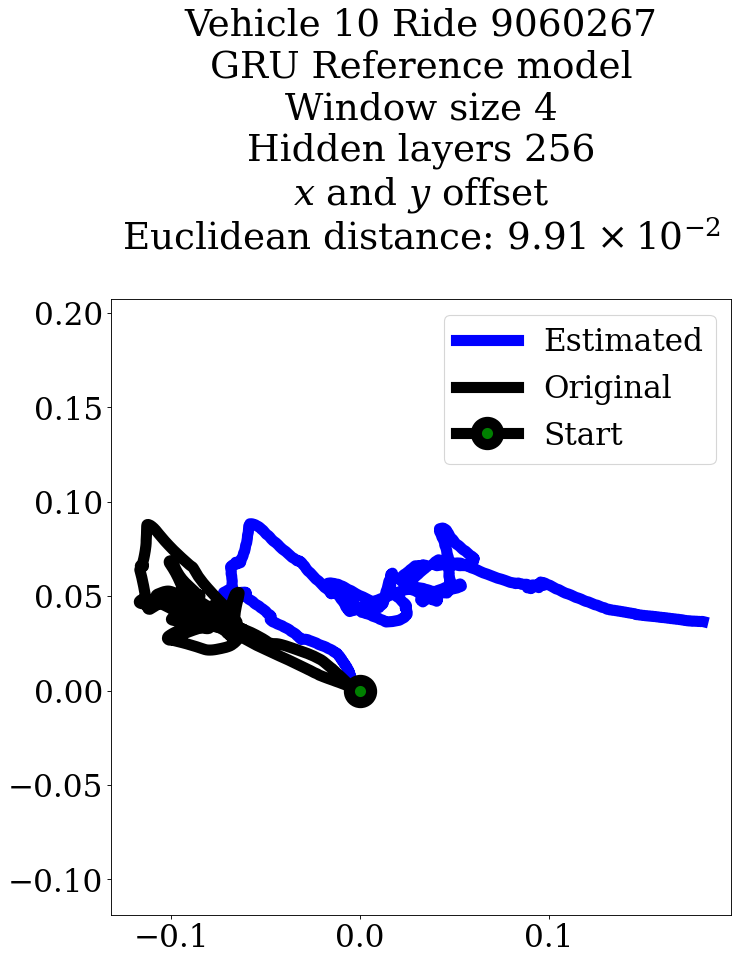 Vehicle 10 Ride 9060267
GRU Reference model
Window size 4
Hidden layers 256
x and y offset
Euclidean distance: 9.91 × 10⁻²
0.20
0.15
0.10
0.05
0.00
−0.05
−0.10
−0.1
0.0
0.1
Estimated
Original
Start